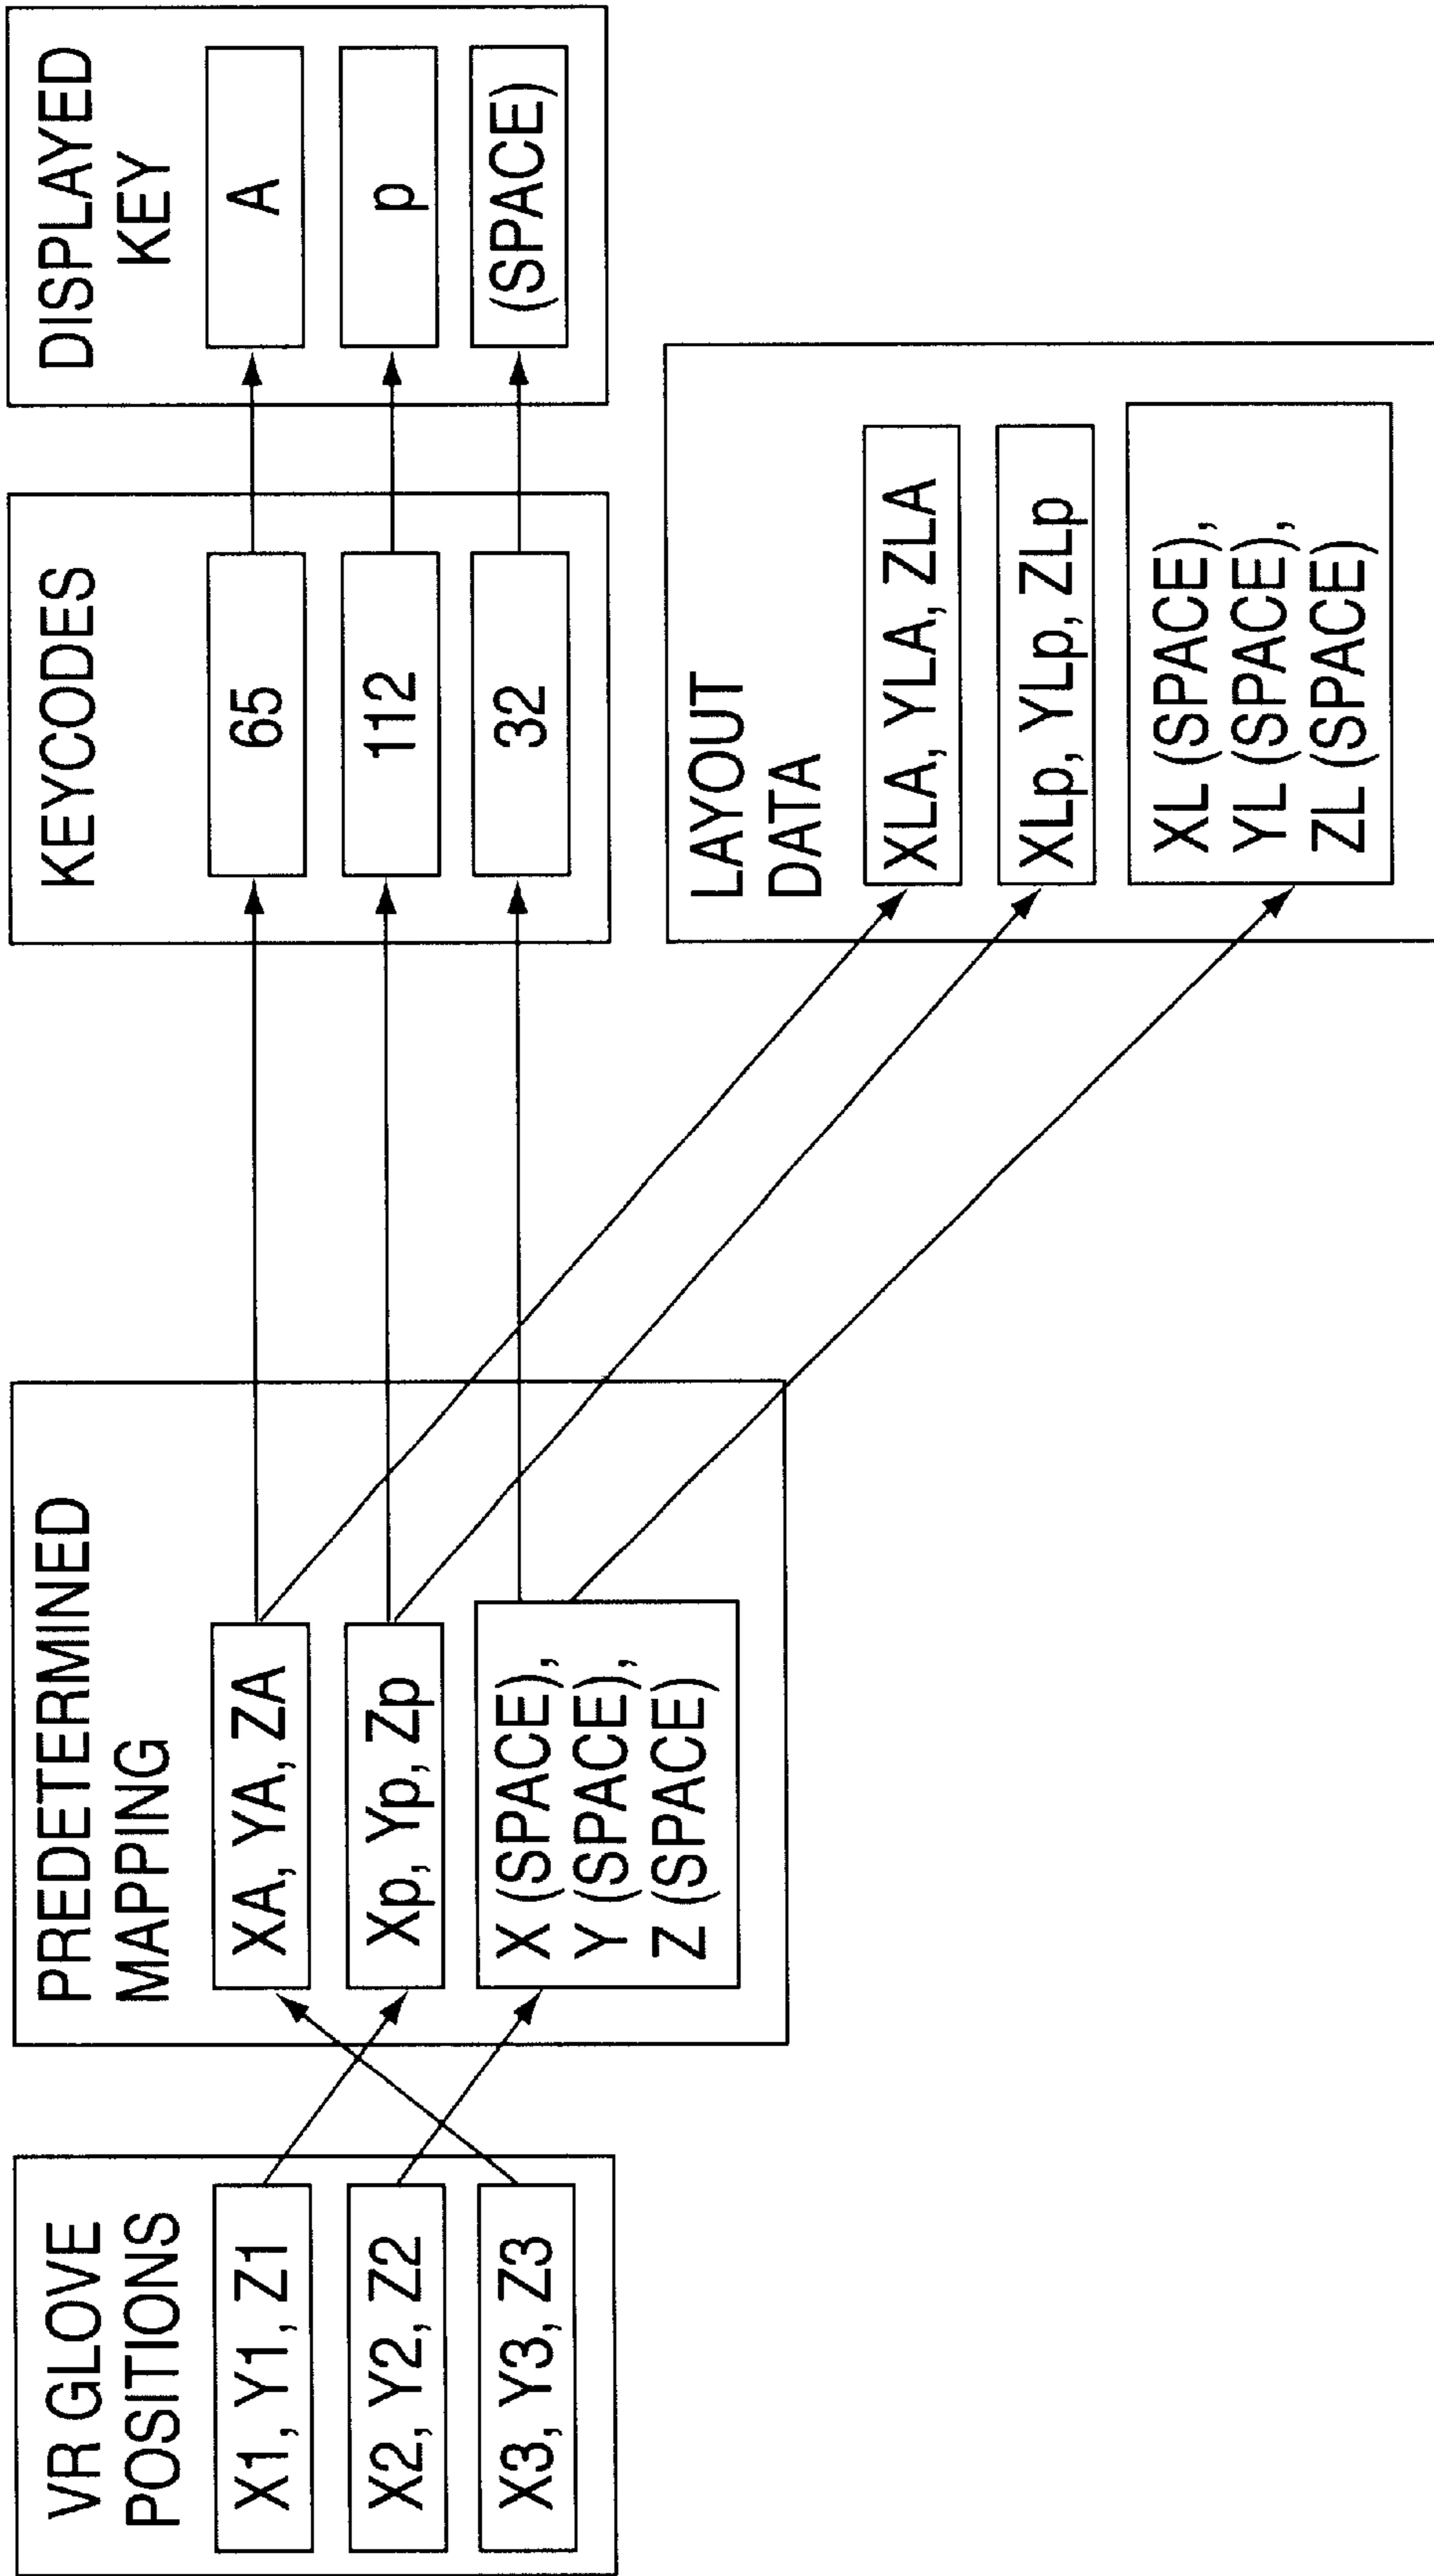 VR GLOVE
POSITIONS
X1, Y1, Z1
X2, Y2, Z2
X3, Y3, Z3
PREDETERMINED
MAPPING
XA, YA, ZA
Xp, Yp, Zp
X (SPACE),
Y (SPACE),
Z (SPACE)
KEYCODES
65
112
32
DISPLAYED
KEY
A
p
(SPACE)
LAYOUT
DATA
XLA, YLA, ZLA
XLp, YLp, ZLp
XL (SPACE),
YL (SPACE),
ZL (SPACE)